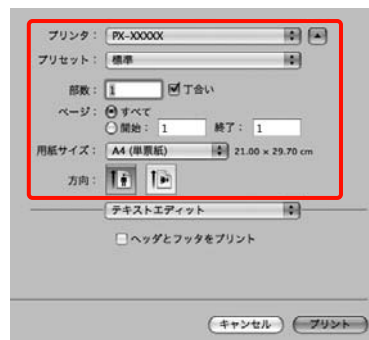 プリンタ： PX-XXXXX
プリセット： 標準
部数： 1 丁合い
ページ： すべて
開始： 1 終了： 1
用紙サイズ： A4 (単票紙) 21.00 x 29.70 cm
方向：
テキストエディット
ヘッダとフッタをプリント
キャンセル プリント